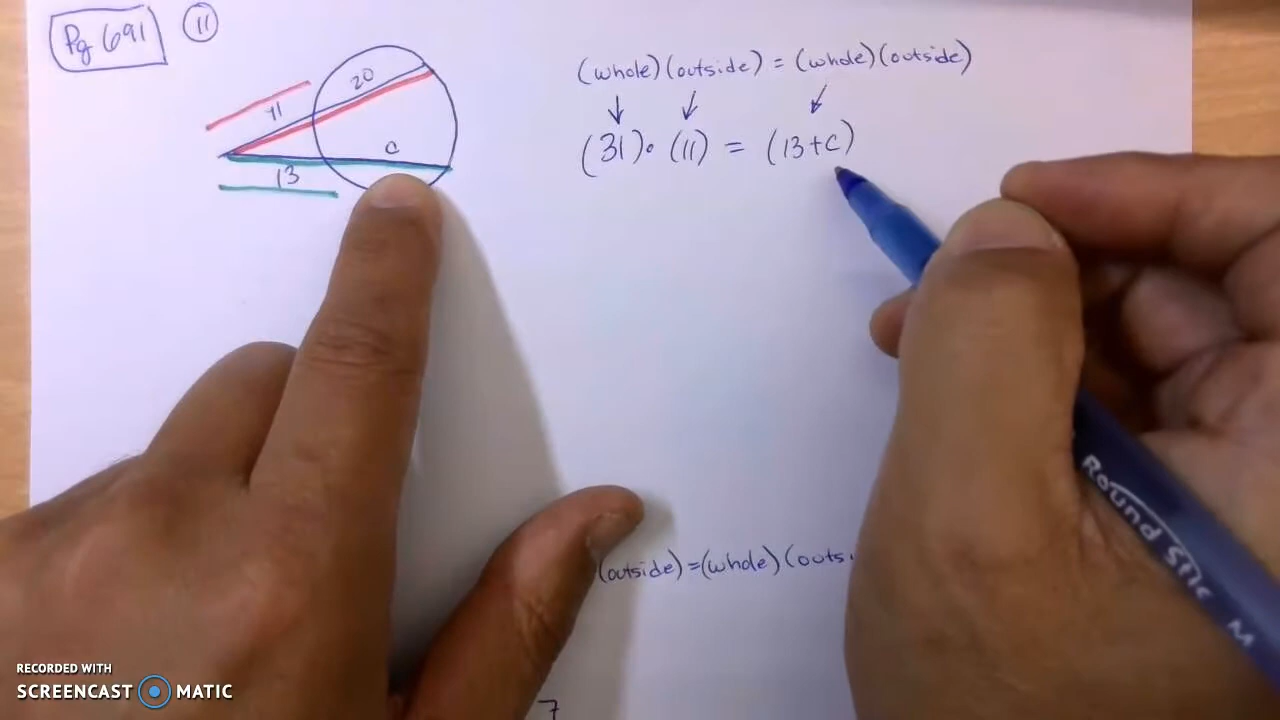 Pg 691 11
(whole)(outside) = (whole)(outside)
20
11
C
13
(31)• (11) = (13+C)
(outside)=(whole)(outs.
Round Stic M
7
RECORDED WITH
SCREENCAST MATIC